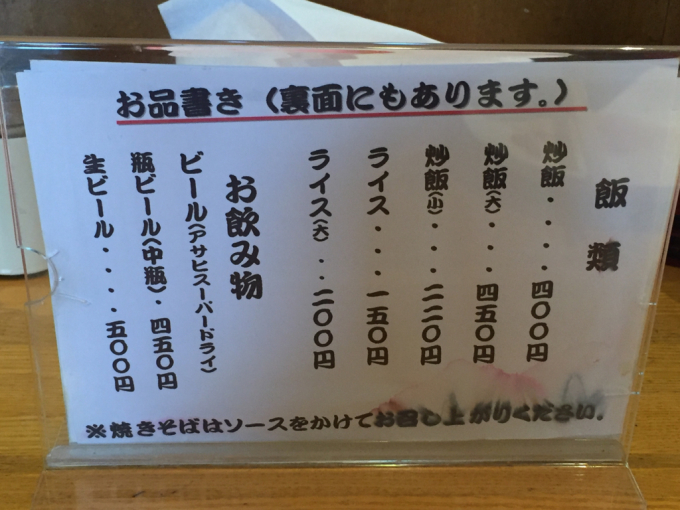 お品書き（裏面にもあります。）
飯類
炒飯・・・・四〇〇円
炒飯(大)・・・四五〇円
炒飯(小)・・・二二〇円
ライス・・・・一五〇円
ライス(大)・・二〇〇円
お飲み物
ビール(アサヒスーパードライ)
瓶ビール(中瓶)・四五〇円
生ビール・・・・五〇〇円
※焼きそばはソースをかけてお召し上がりください。